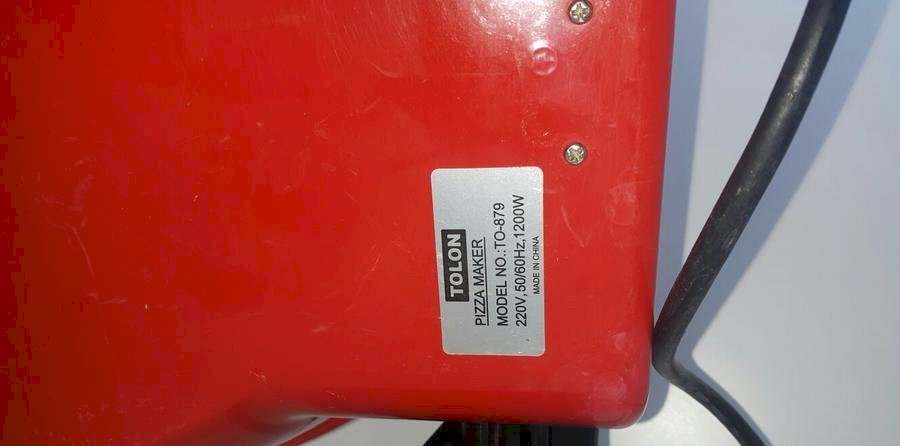 TOLON
PIZZA MAKER
MODEL NO.:TO-879
220V,50/60Hz,1200W
MADE IN CHINA